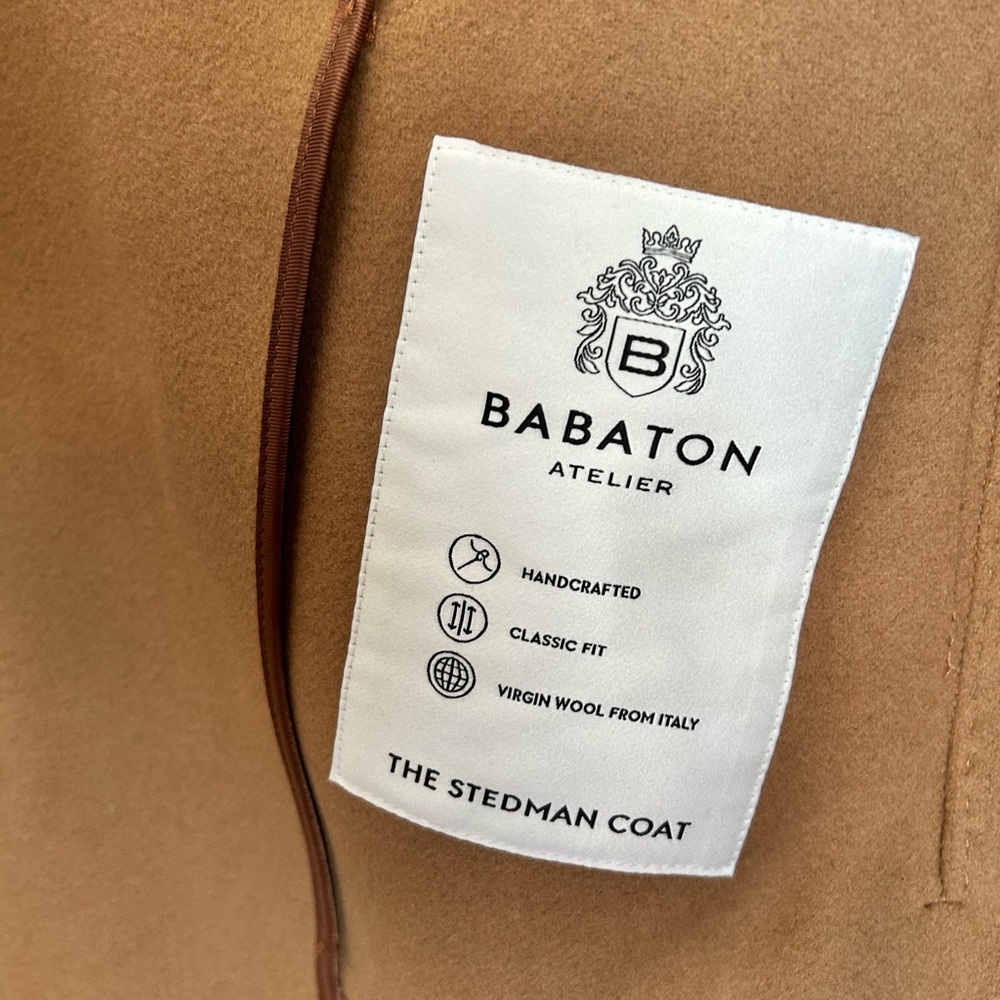 B
BABATON
ATELIER
HANDCRAFTED
CLASSIC FIT
VIRGIN WOOL FROM ITALY
THE STEDMAN COAT